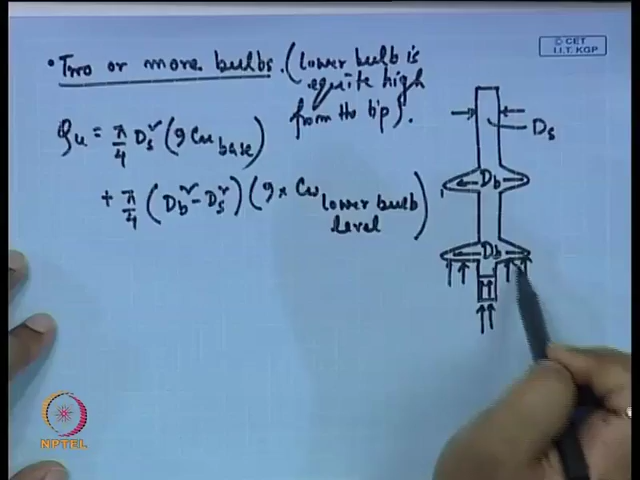 © CET
I.I.T. KGP
• Two or more bulbs. (lower bulb is
quite high
from the tip).
Qu = π/4 Ds² (9 Cu base)
+ π/4 (Db² - Ds²) (9 × Cu lower bulb
level)
Ds
Db
Db
NPTEL